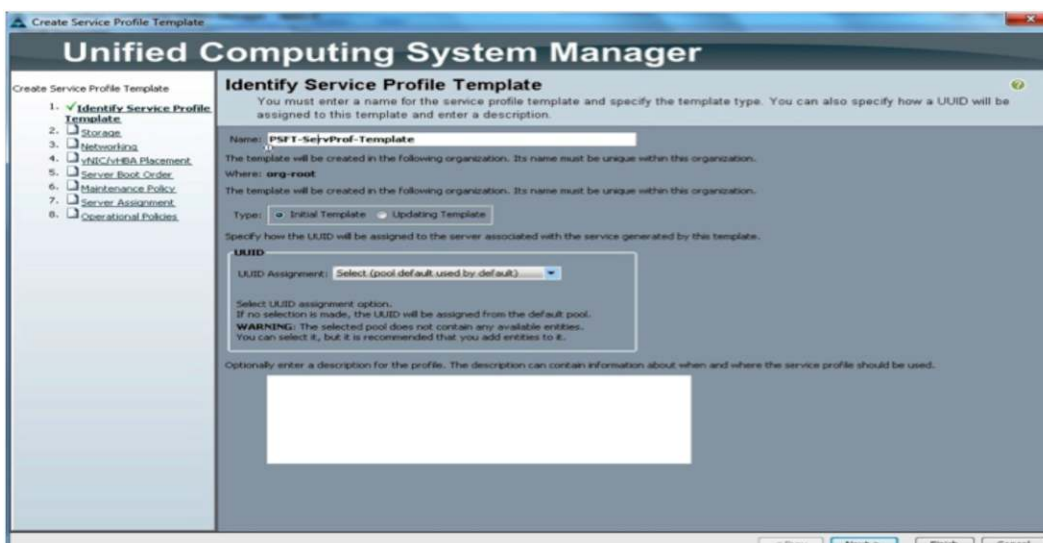 Create Service Profile Template
Unified Computing System Manager
Create Service Profile Template
1. Identify Service Profile
Template
2. Storage
3. Networking
4. vNIC/vHBA Placement
5. Server Boot Order
6. Maintenance Policy
7. Server Assignment
8. Operational Policies
Identify Service Profile Template
You must enter a name for the service profile template and specify the template type. You can also specify how a UUID will be
assigned to this template and enter a description.
Name: PSFT-ServProf-Template
The template will be created in the following organization. Its name must be unique within this organization.
Where: org-root
The template will be created in the following organization. Its name must be unique within this organization.
Type: Initial Template Updating Template
Specify how the UUID will be assigned to the server associated with the service generated by this template.
UUID
UUID Assignment: Select (pool default used by default)
Select UUID assignment option.
If no selection is made, the UUID will be assigned from the default pool.
WARNING: The selected pool does not contain any available entities.
You can select it, but it is recommended that you add entities to it.
Optionally enter a description for the profile. The description can contain information about when and where the service profile should be used.